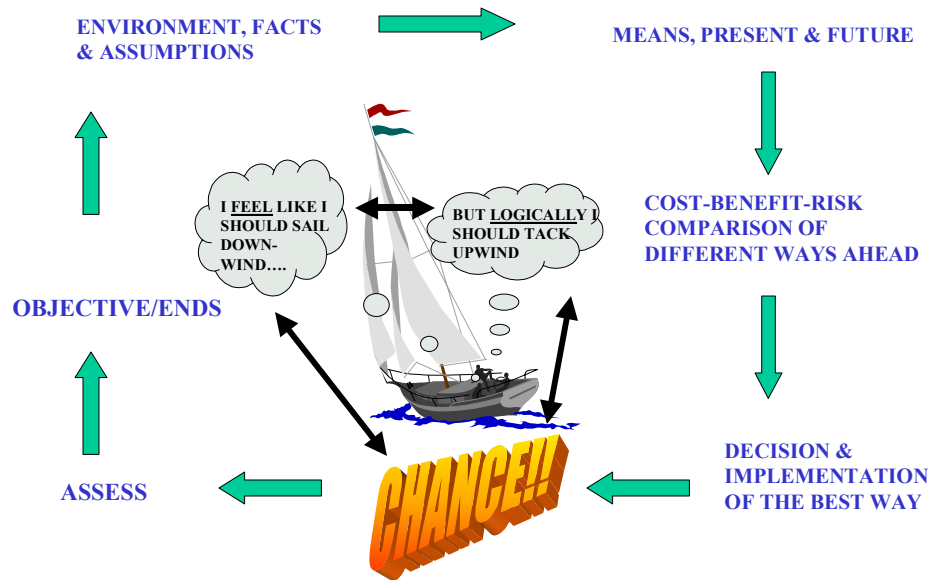 ENVIRONMENT, FACTS
& ASSUMPTIONS
MEANS, PRESENT & FUTURE
I FEEL LIKE I
SHOULD SAIL
DOWN-
WIND....
BUT LOGICALLY I
SHOULD TACK
UPWIND
COST-BENEFIT-RISK
COMPARISON OF
DIFFERENT WAYS AHEAD
OBJECTIVE/ENDS
DECISION &
IMPLEMENTATION
OF THE BEST WAY
CHANCE!!
ASSESS